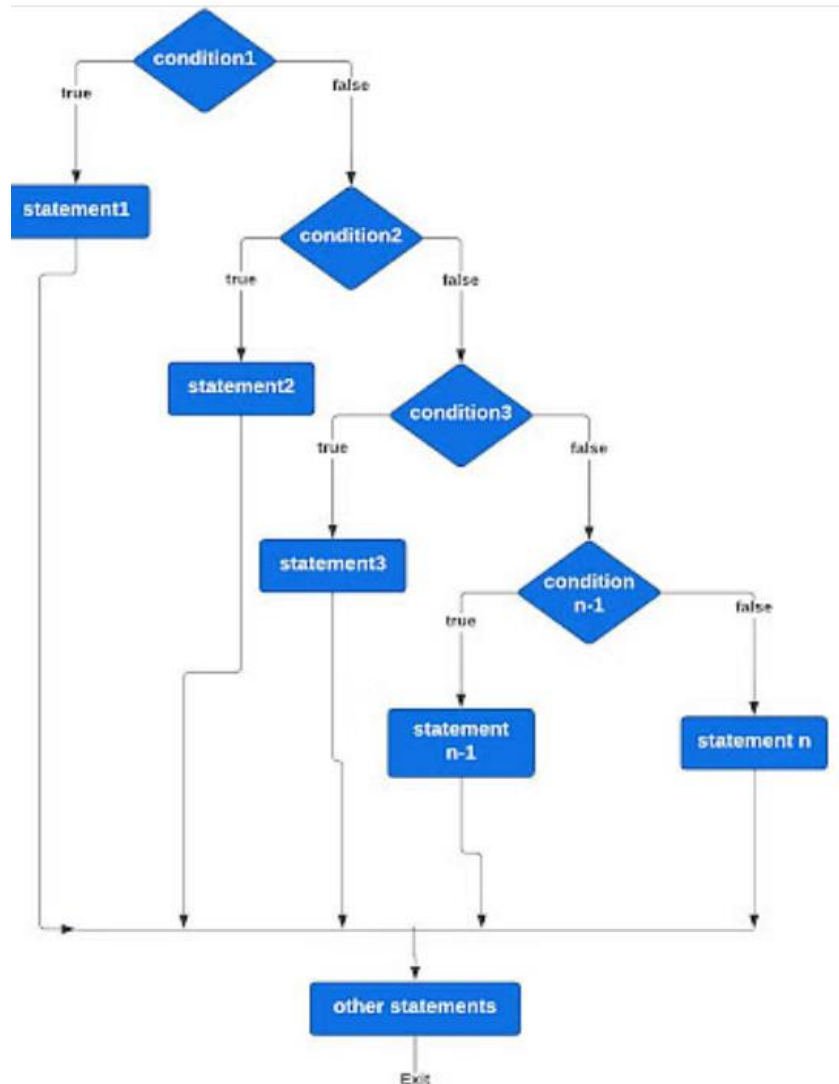 condition1
true
false
statement1
condition2
true
false
statement2
condition3
true
false
statement3
condition
n-1
true
false
statement
n-1
statement n
other statements
Exit